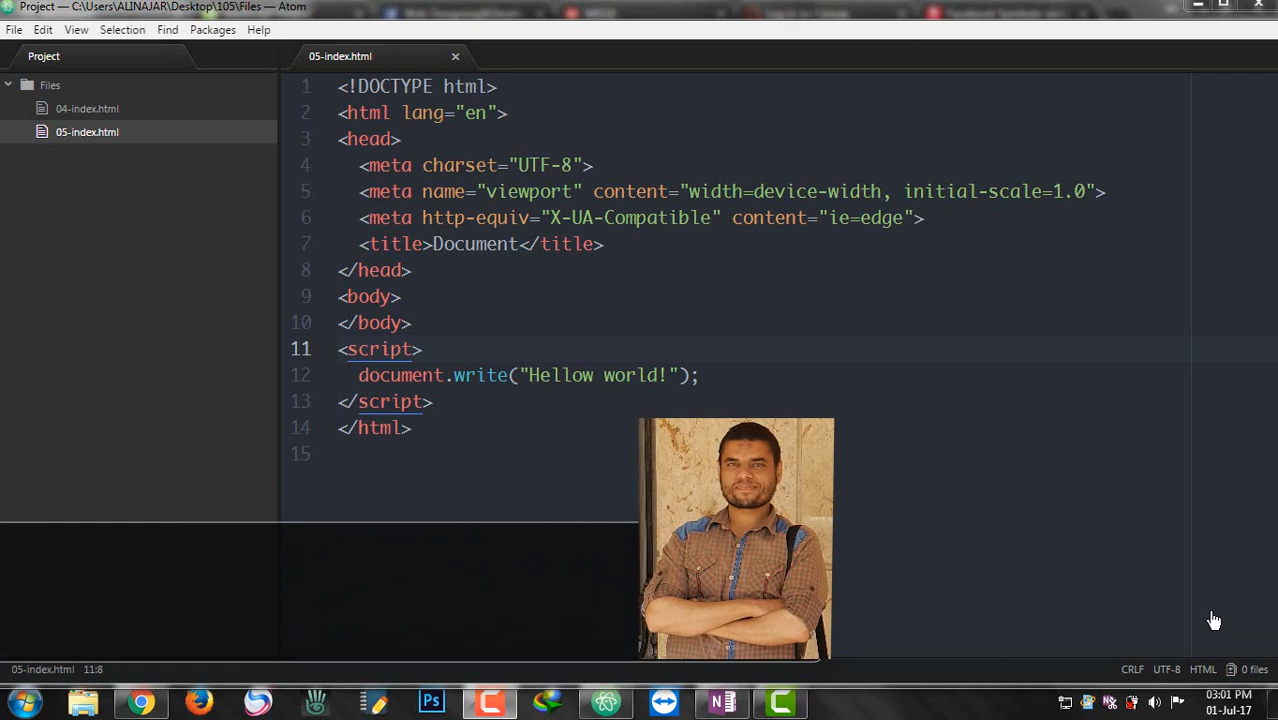 Project — C:\Users\ALINAJAR\Desktop\105\Files — Atom
File Edit View Selection Find Packages Help
Project
05-index.html
Files
04-index.html
05-index.html
1 <!DOCTYPE html>
2 <html lang="en">
3 <head>
4 <meta charset="UTF-8">
5 <meta name="viewport" content="width=device-width, initial-scale=1.0">
6 <meta http-equiv="X-UA-Compatible" content="ie=edge">
7 <title>Document</title>
8 </head>
9 <body>
10 </body>
11 <script>
12 document.write("Hellow world!");
13 </script>
14 </html>
15
05-index.html 11:8
CRLF UTF-8 HTML 0 files
Ps
N
03:01 PM
01-Jul-17